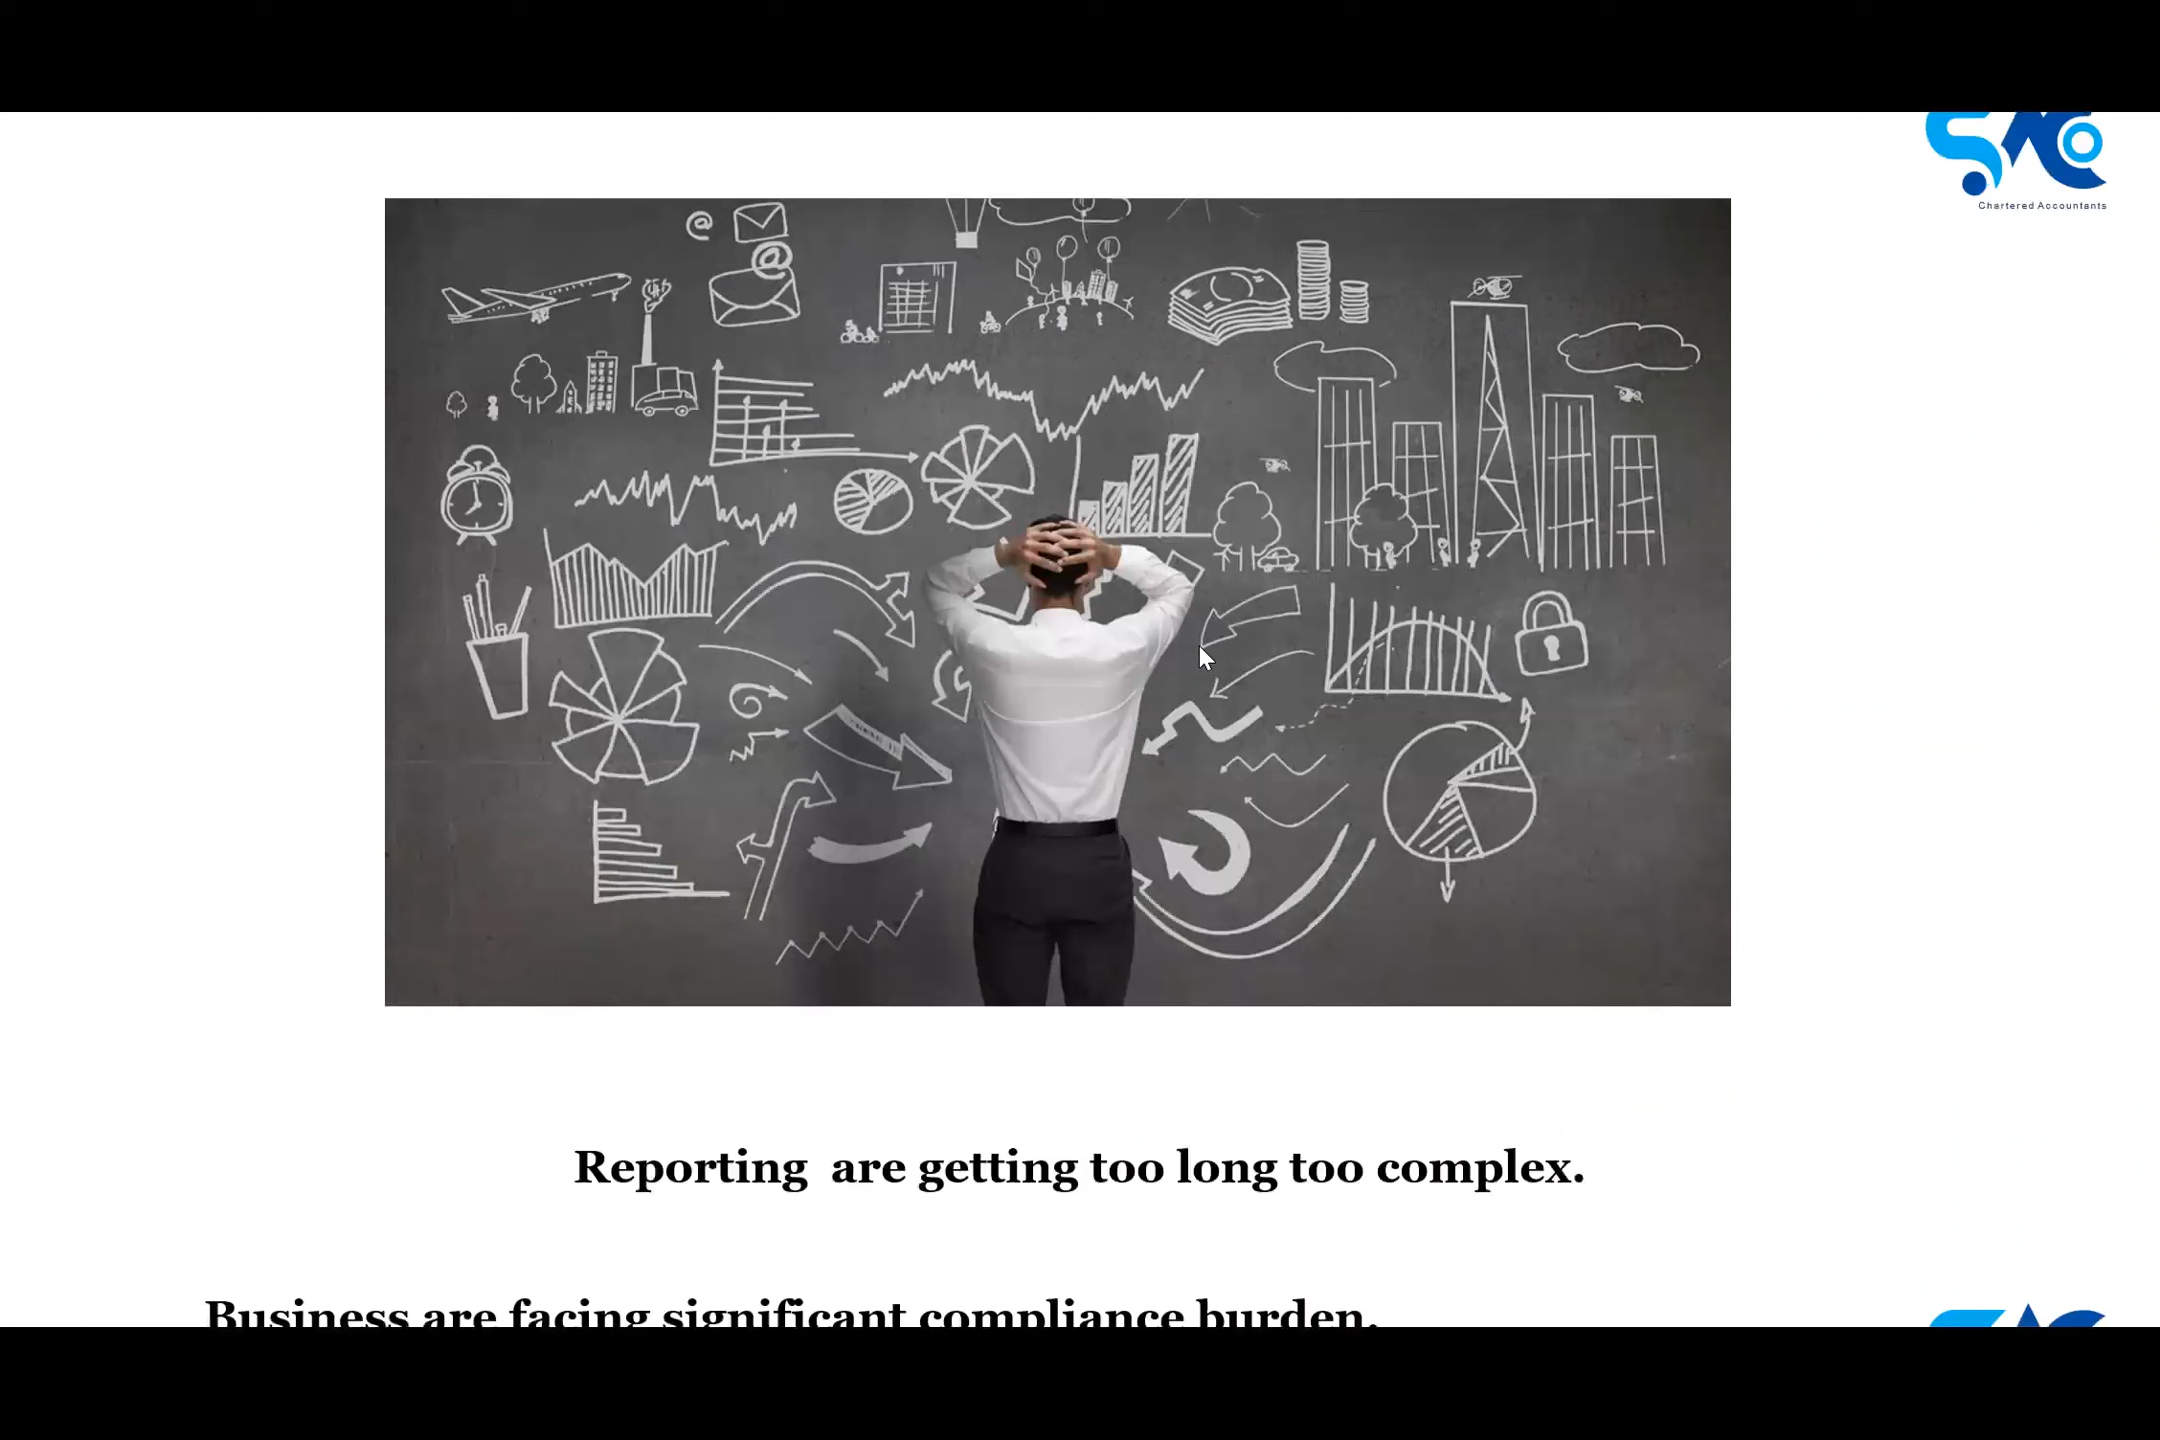 Chartered Accountants
@
@
Reporting are getting too long too complex.
Business are facing significant compliance burden.